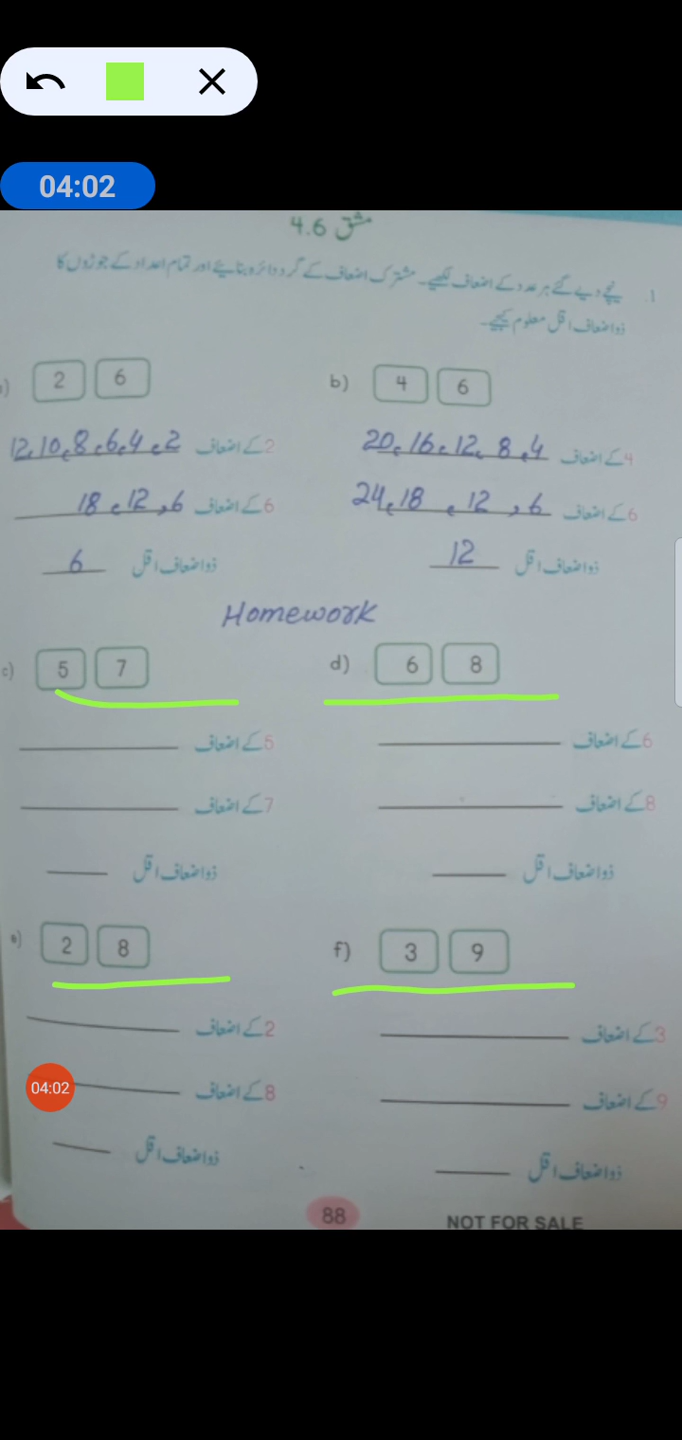 04:02
مشق 4.6
1. نیچے دیے گئے ہر عدد کے اضعاف لکھیے۔ مشترک اضعاف کے گرد دائرہ بنایئے اور تمام اعداد کے جوڑوں کا
ذواضعاف اقل معلوم کیجیے۔
2 6
b) 4 6
2 کے اضعاف 2، 4، 6، 8، 10، 12
4 کے اضعاف 4، 8، 12، 16، 20
6 کے اضعاف 6، 12، 18
6 کے اضعاف 6، 12، 18، 24
ذواضعاف اقل 6
ذواضعاف اقل 12
Homework
c) 5 7
d) 6 8
5 کے اضعاف
6 کے اضعاف
7 کے اضعاف
8 کے اضعاف
ذواضعاف اقل
ذواضعاف اقل
e) 2 8
f) 3 9
2 کے اضعاف
3 کے اضعاف
04:02
8 کے اضعاف
9 کے اضعاف
ذواضعاف اقل
ذواضعاف اقل
88
NOT FOR SALE